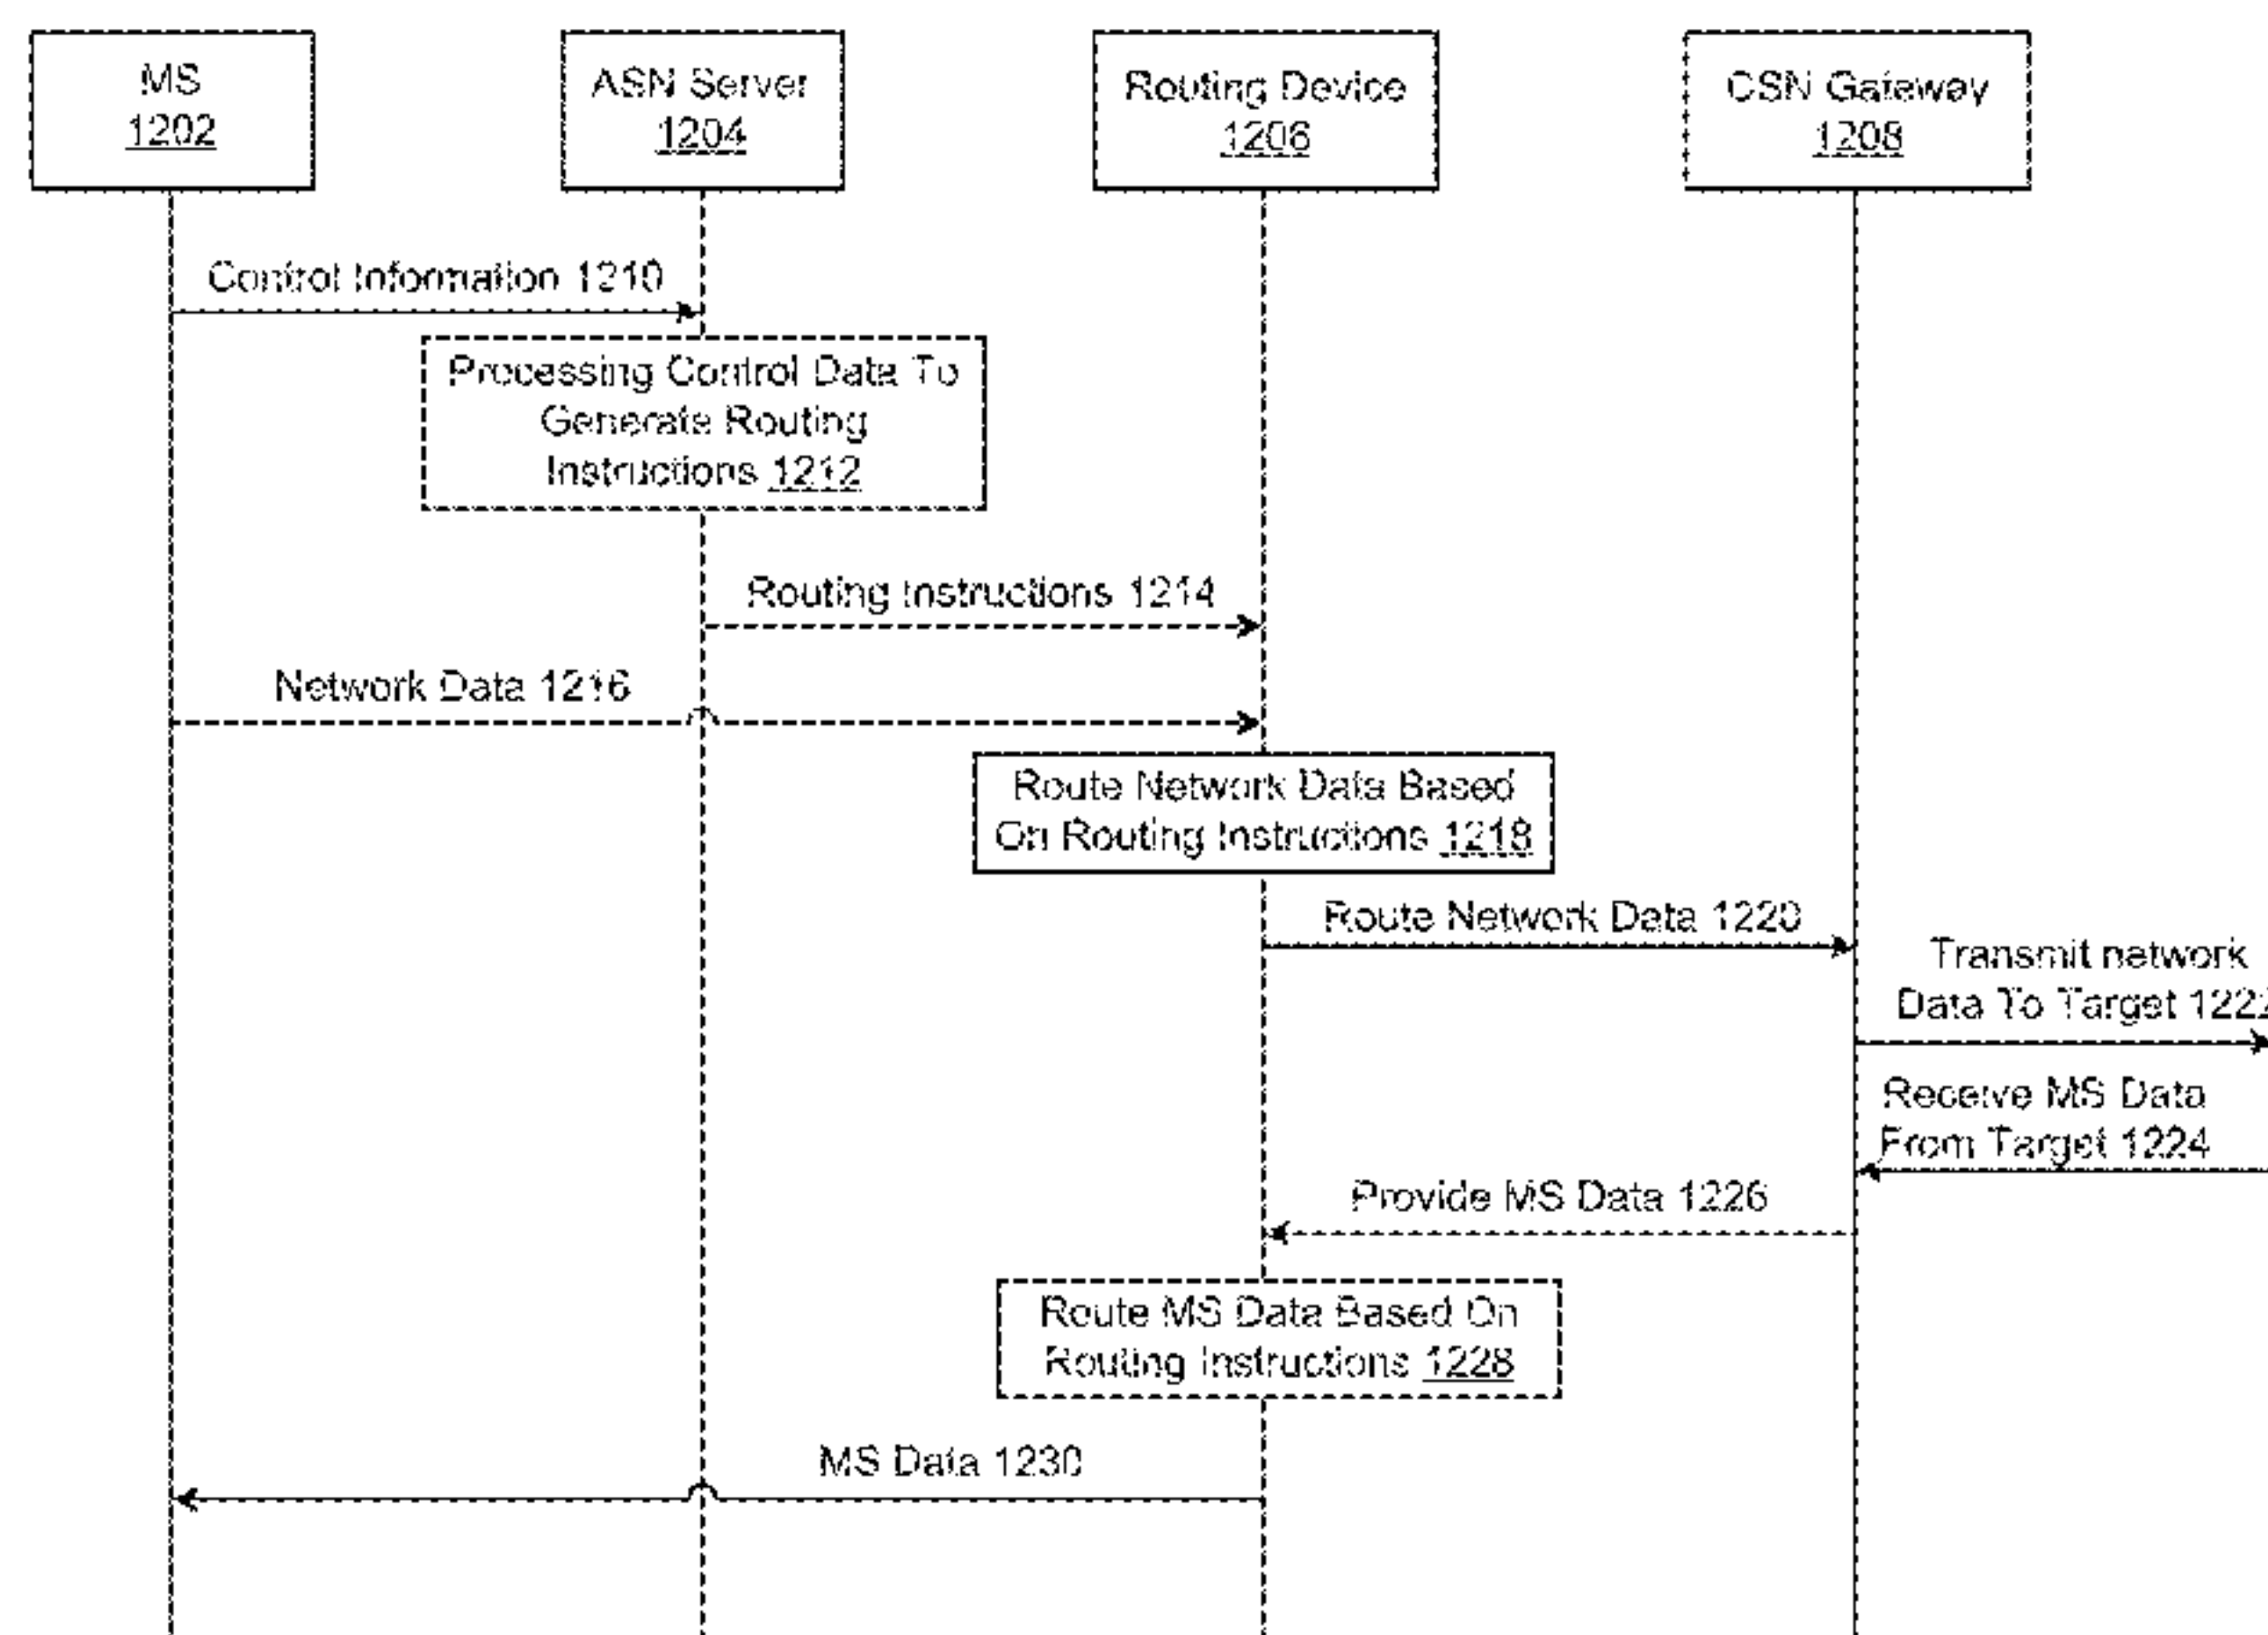 MS
1202
ASN Server
1204
Routing Device
1206
CSN Gateway
1208
Control Information 1210
Processing Control Data To
Generate Routing
Instructions 1212
Routing Instructions 1214
Network Data 1216
Route Network Data Based
On Routing Instructions 1218
Route Network Data 1220
Transmit network
Data To Target 1222
Receive MS Data
From Target 1224
Provide MS Data 1226
Route MS Data Based On
Routing Instructions 1228
MS Data 1230